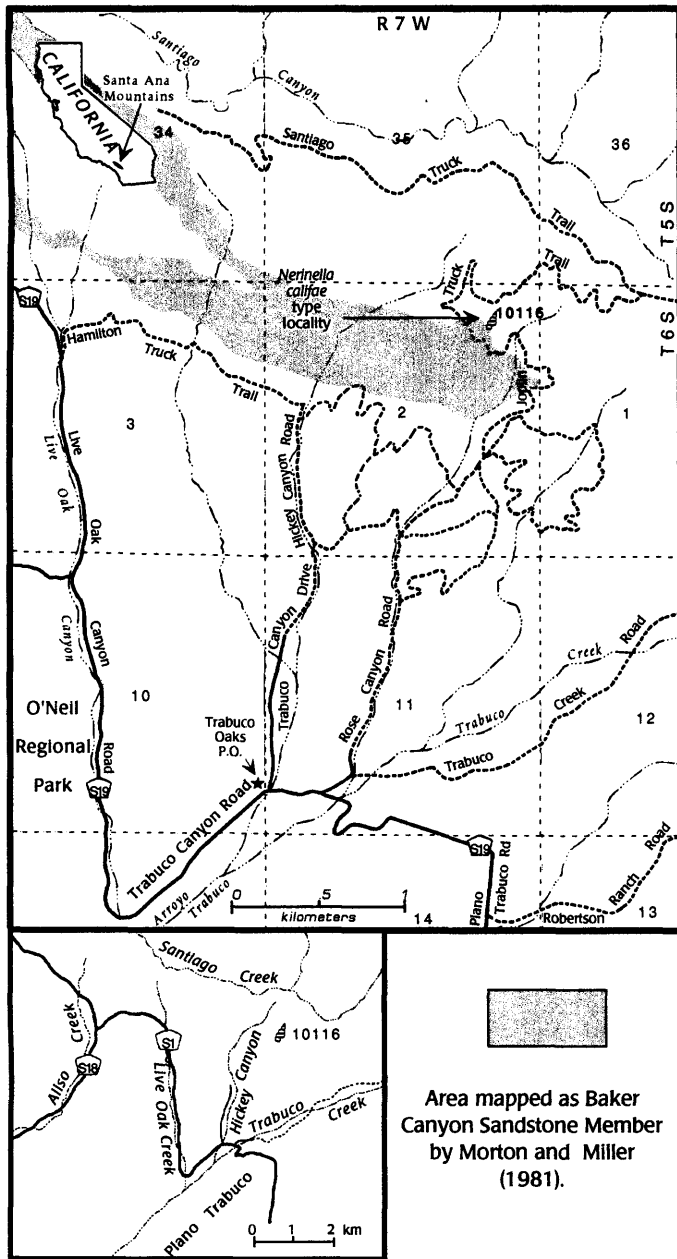 R 7 W
Santiago
Canyon
CALIFORNIA
Santa Ana
Mountains
34
35
36
Santiago
Truck
Trail
T 5 S
T 6 S
Nerinella
califae
type
locality
Truck
Trail
10116
Joplin
S19
Hamilton
Truck
Trail
3
2
1
Live
Oak
Live
Oak
Canyon
Road
Canyon
Hickey Canyon Road
Trabuco Canyon Drive
Rose Canyon Road
Creek
Trabuco
Trabuco
Creek
Road
10
11
12
O'Neil
Regional
Park
S19
Trabuco
Oaks
P.O.
Trabuco Canyon Road
Arroyo
Trabuco
0 5 1
kilometers
14
S19
Plano
Trabuco Rd
Robertson
Ranch
Road
13
Santiago
Creek
Aliso
Creek
S18
S1
Live Oak Creek
Hickey Canyon
10116
Trabuco
Creek
Plano Trabuco
0 1 2 km
Area mapped as Baker
Canyon Sandstone Member
by Morton and Miller
(1981).